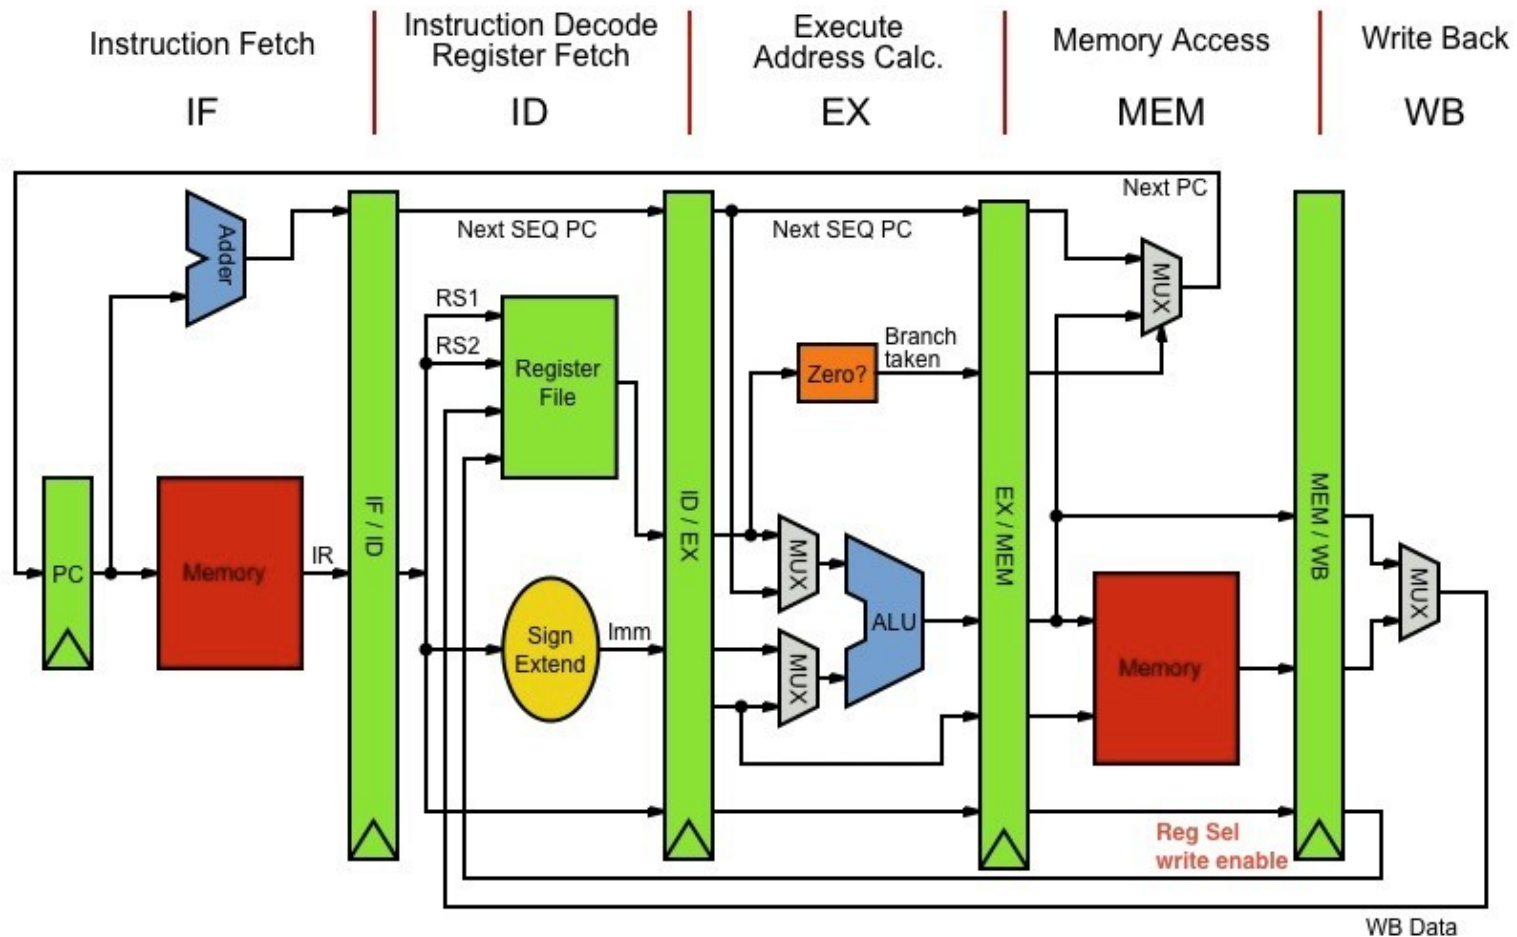 Instruction Fetch
Instruction Decode
Register Fetch
Execute
Address Calc.
Memory Access
Write Back
IF
ID
EX
MEM
WB
Next PC
Adder
Next SEQ PC
Next SEQ PC
MUX
RS1
RS2
Register
File
Zero?
Branch
taken
IF / ID
ID / EX
EX / MEM
MEM / WB
PC
Memory
IR
MUX
ALU
MUX
Sign
Extend
Imm
MUX
Memory
Reg Sel
write enable
WB Data